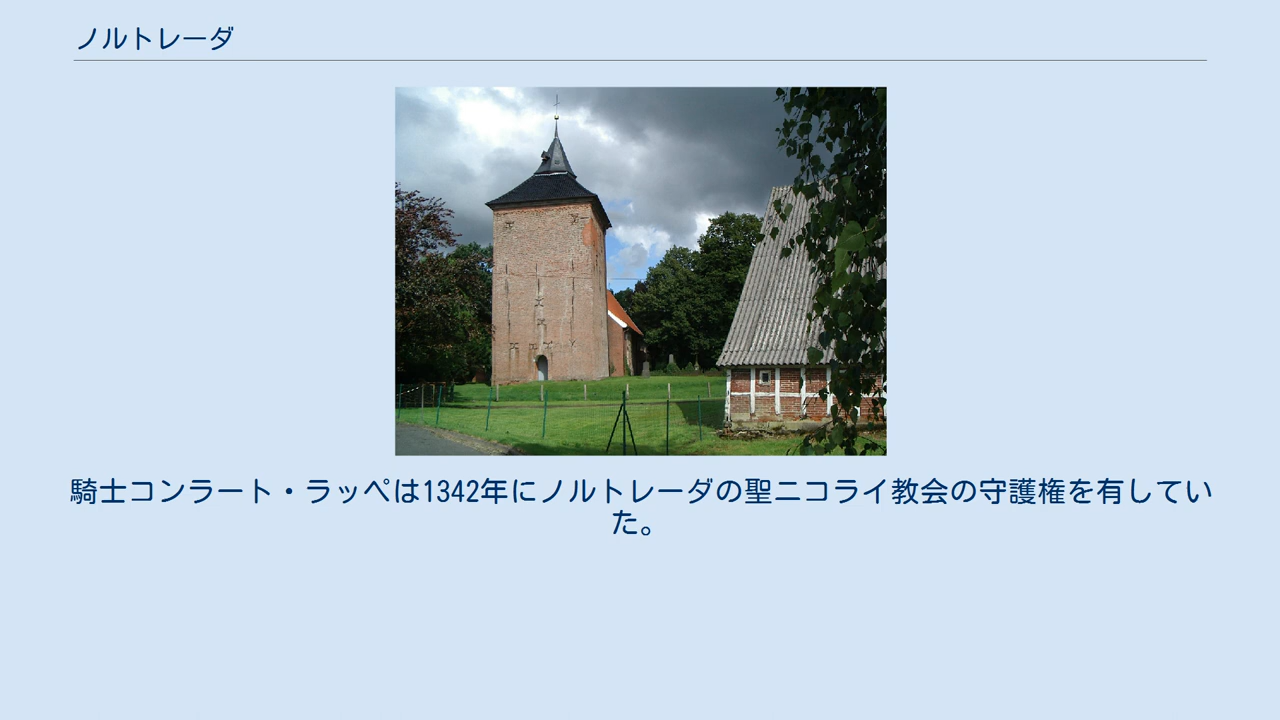 ノルトレーダ
騎士コンラート・ラッペは1342年にノルトレーダの聖ニコライ教会の守護権を有してい
た。